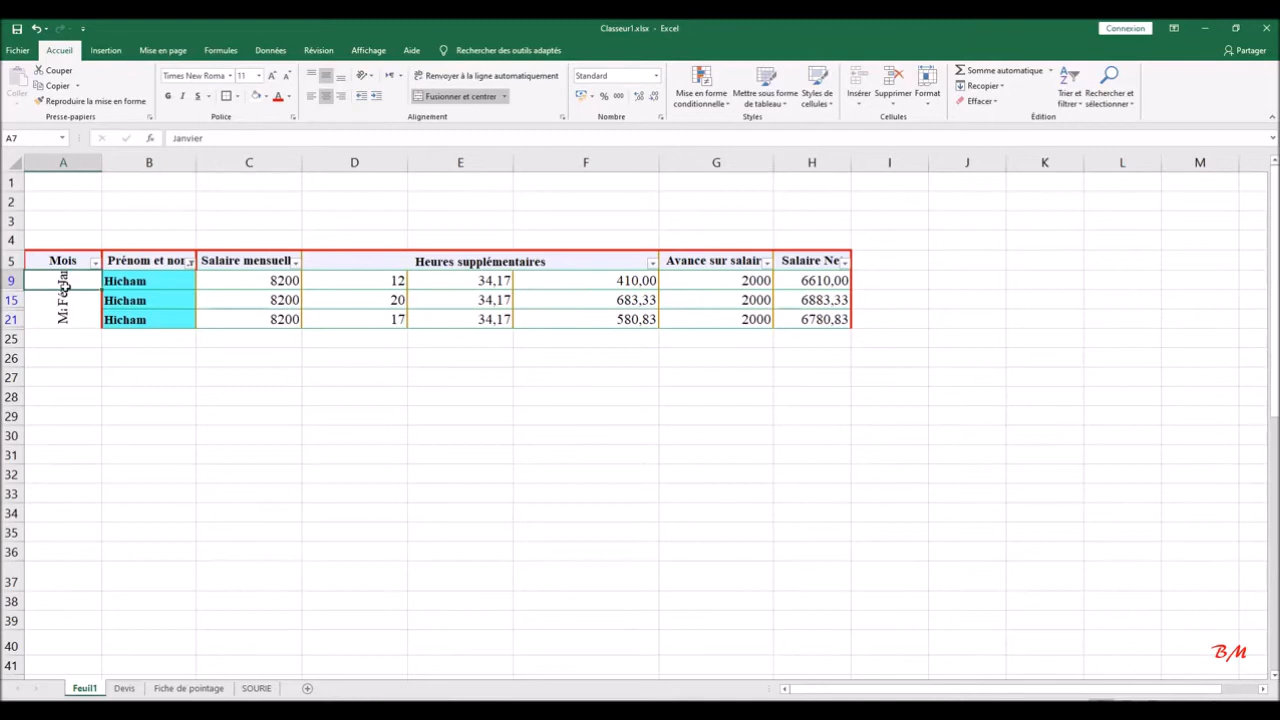 Classeur1.xlsx - Excel
Connexion
Fichier Accueil Insertion Mise en page Formules Données Révision Affichage Aide Rechercher des outils adaptés Partager
Coller
Couper
Copier
Reproduire la mise en forme
Presse-papiers
Times New Roma 11
G I S
Police
Renvoyer à la ligne automatiquement
Fusionner et centrer
Alignement
Standard
% 000
Nombre
Mise en forme conditionnelle
Mettre sous forme de tableau
Styles de cellules
Styles
Insérer Supprimer Format
Cellules
Somme automatique
Recopier
Effacer
Trier et filtrer
Rechercher et sélectionner
Édition
A7 fx Janvier
A B C D E F G H I J K L M
1
2
3
4
5 Mois Prénom et nor Salaire mensuell Heures supplémentaires Avance sur salair Salaire Ne
9 Jan Hicham 8200 12 34,17 410,00 2000 6610,00
15 Hicham 8200 20 34,17 683,33 2000 6883,33
21 Hicham 8200 17 34,17 580,83 2000 6780,83
25
26
27
28
29
30
31
32
33
34
35
36
37
38
39
40
41
BM
Feuil1 Devis Fiche de pointage SOURIE